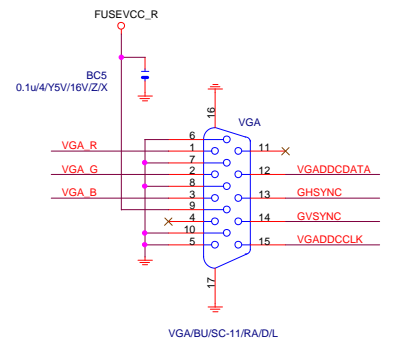 FUSEVCC_R
BC5
0.1u/4/Y5V/16V/Z/X
16
VGA
6
VGA_R
1
11
7
VGA_G
2
12
VGADDCDATA
8
VGA_B
3
13
GHSYNC
9
4
14
GVSYNC
10
5
15
VGADDCCLK
17
VGA/BU/SC-11/RA/D/L